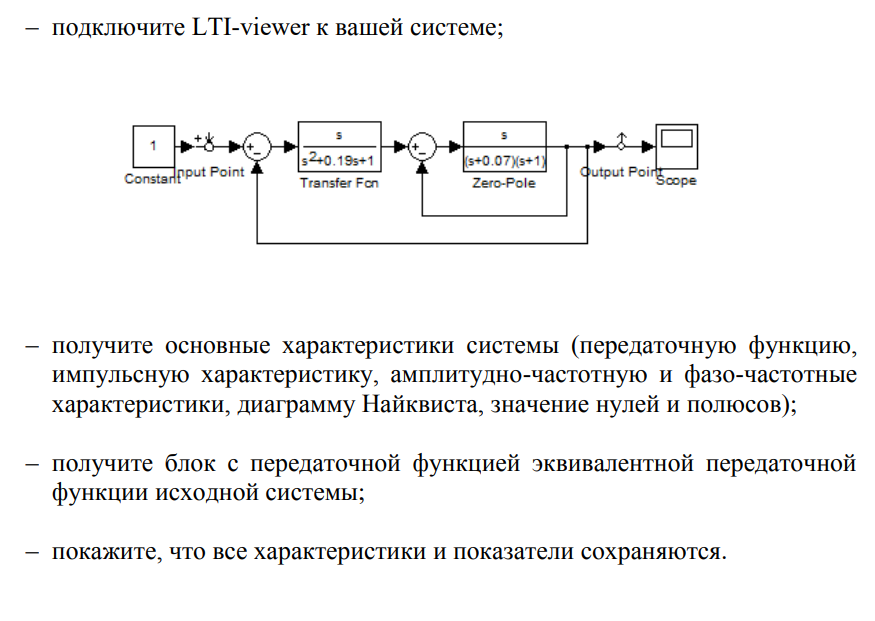 – подключите LTI-viewer к вашей системе;
1
s
s
s2+0.19s+1
(s+0.07)(s+1)
Constant
Input Point
Transfer Fcn
Zero-Pole
Output Point
Scope
– получите основные характеристики системы (передаточную функцию,
импульсную характеристику, амплитудно-частотную и фазо-частотные
характеристики, диаграмму Найквиста, значение нулей и полюсов);
– получите блок с передаточной функцией эквивалентной передаточной
функции исходной системы;
– покажите, что все характеристики и показатели сохраняются.